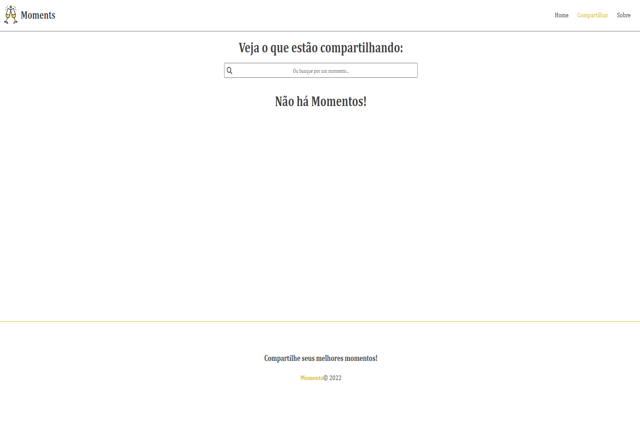 Moments
Home Compartilhar Sobre
Veja o que estão compartilhando:
Ou busque por um momento...
Não há Momentos!
Compartilhe seus melhores momentos!
Moments© 2022